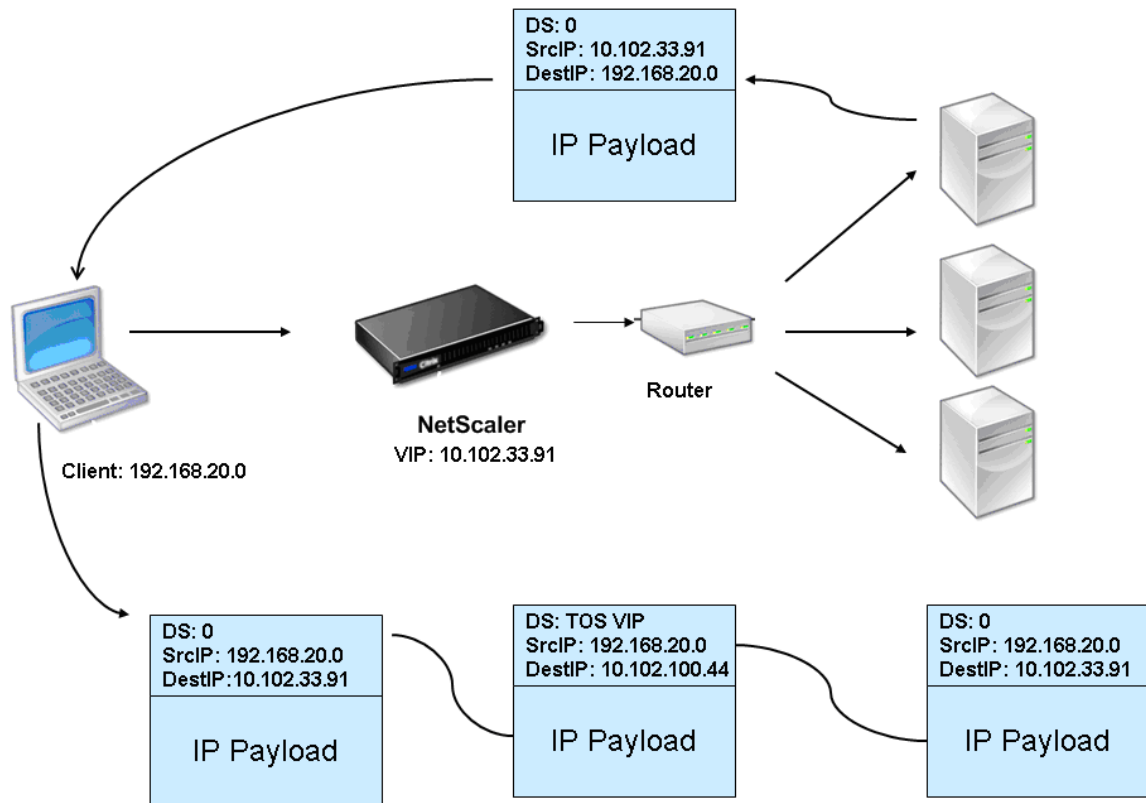 DS: 0
SrcIP: 10.102.33.91
DestIP: 192.168.20.0
IP Payload
Router
NetScaler
VIP: 10.102.33.91
Client: 192.168.20.0
DS: 0
SrcIP: 192.168.20.0
DestIP:10.102.33.91
IP Payload
DS: TOS VIP
SrcIP: 192.168.20.0
DestIP: 10.102.100.44
IP Payload
DS: 0
SrcIP: 192.168.20.0
DestIP: 10.102.33.91
IP Payload